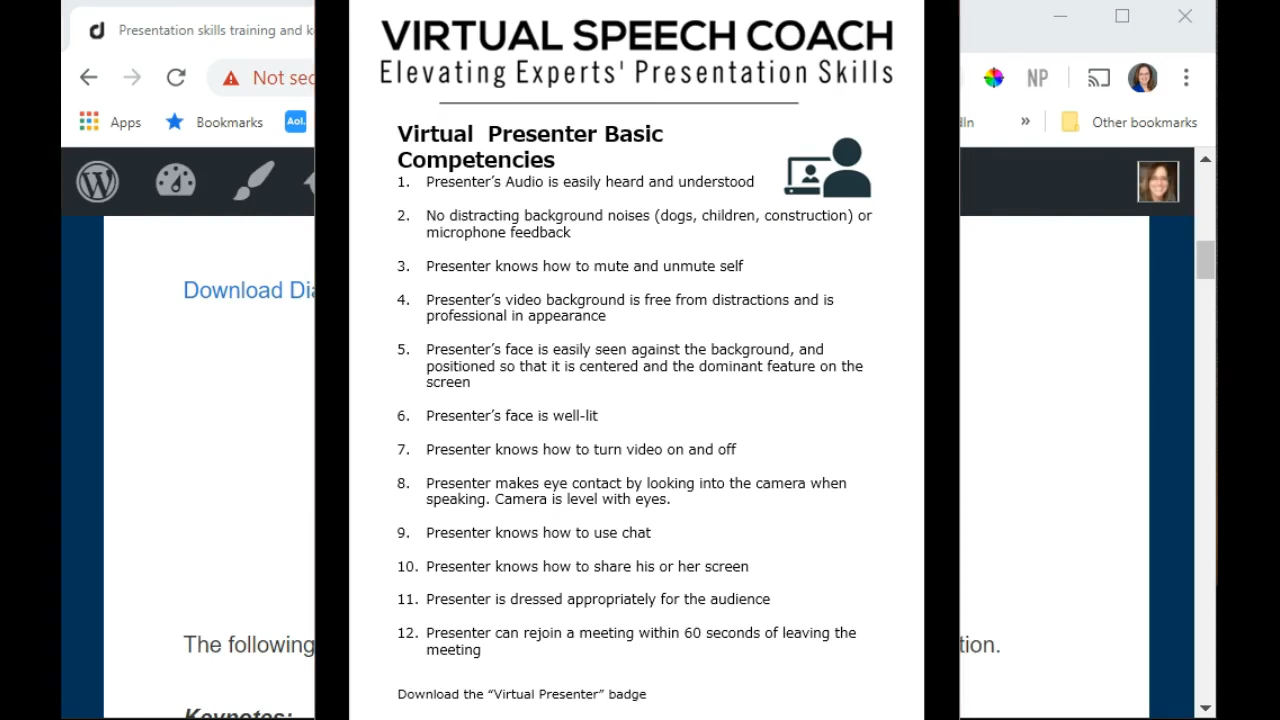 Presentation skills training and k
VIRTUAL SPEECH COACH
Elevating Experts' Presentation Skills
Not sec
NP
Apps
Bookmarks
Aol.
dIn
»
Other bookmarks
Virtual Presenter Basic
Competencies
1. Presenter’s Audio is easily heard and understood
2. No distracting background noises (dogs, children, construction) or
microphone feedback
3. Presenter knows how to mute and unmute self
Download Dia
4. Presenter’s video background is free from distractions and is
professional in appearance
5. Presenter’s face is easily seen against the background, and
positioned so that it is centered and the dominant feature on the
screen
6. Presenter’s face is well-lit
7. Presenter knows how to turn video on and off
8. Presenter makes eye contact by looking into the camera when
speaking. Camera is level with eyes.
9. Presenter knows how to use chat
10. Presenter knows how to share his or her screen
11. Presenter is dressed appropriately for the audience
12. Presenter can rejoin a meeting within 60 seconds of leaving the
meeting
The following
tion.
Download the “Virtual Presenter” badge
Keynotes: